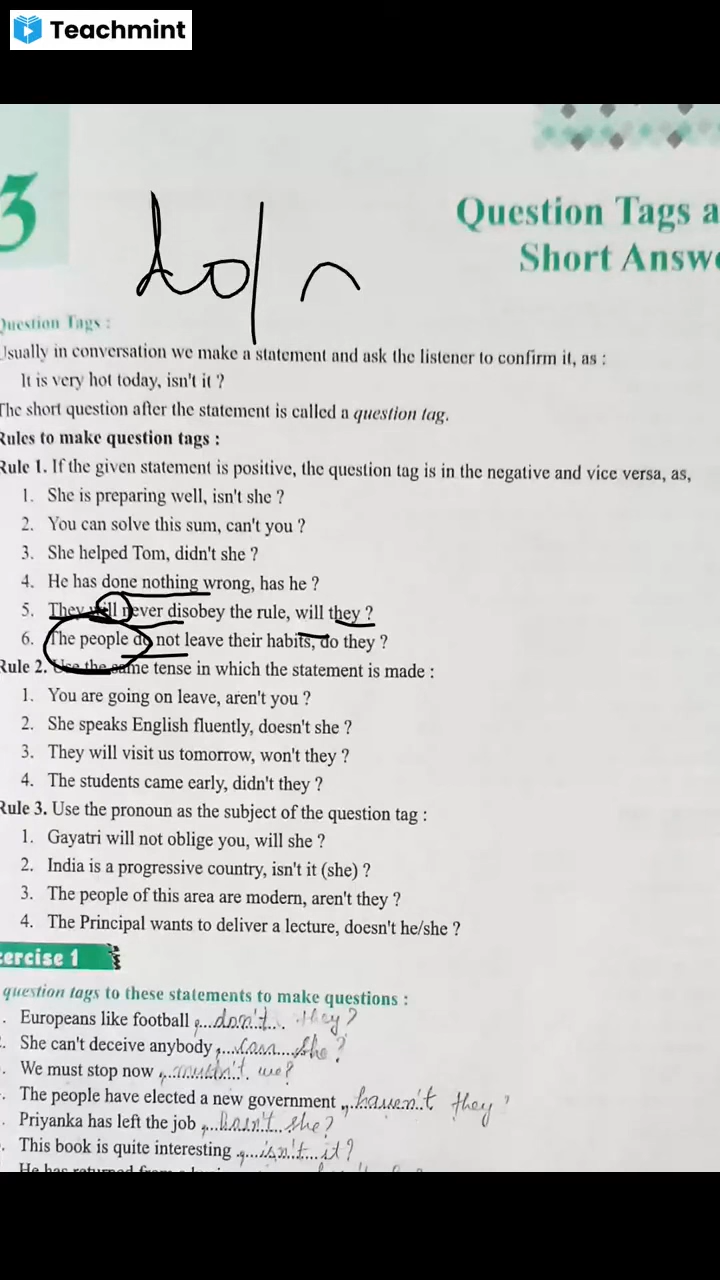 Teachmint
3
Question Tags a
Short Answe
Question Tags :
Usually in conversation we make a statement and ask the listener to confirm it, as :
It is very hot today, isn't it ?
The short question after the statement is called a question tag.
Rules to make question tags :
Rule 1. If the given statement is positive, the question tag is in the negative and vice versa, as,
1. She is preparing well, isn't she ?
2. You can solve this sum, can't you ?
3. She helped Tom, didn't she ?
4. He has done nothing wrong, has he ?
5. They will never disobey the rule, will they ?
6. The people do not leave their habits, do they ?
Rule 2. Use the same tense in which the statement is made :
1. You are going on leave, aren't you ?
2. She speaks English fluently, doesn't she ?
3. They will visit us tomorrow, won't they ?
4. The students came early, didn't they ?
Rule 3. Use the pronoun as the subject of the question tag :
1. Gayatri will not oblige you, will she ?
2. India is a progressive country, isn't it (she) ?
3. The people of this area are modern, aren't they ?
4. The Principal wants to deliver a lecture, doesn't he/she ?
ercise 1
question tags to these statements to make questions :
. Europeans like football ,...don't... they?
. She can't deceive anybody ,...can...she?
. We must stop now ,...mustn't. we?
. The people have elected a new government ,..haven't they?
. Priyanka has left the job ,...hasn't she?
. This book is quite interesting ,...isn't...it?